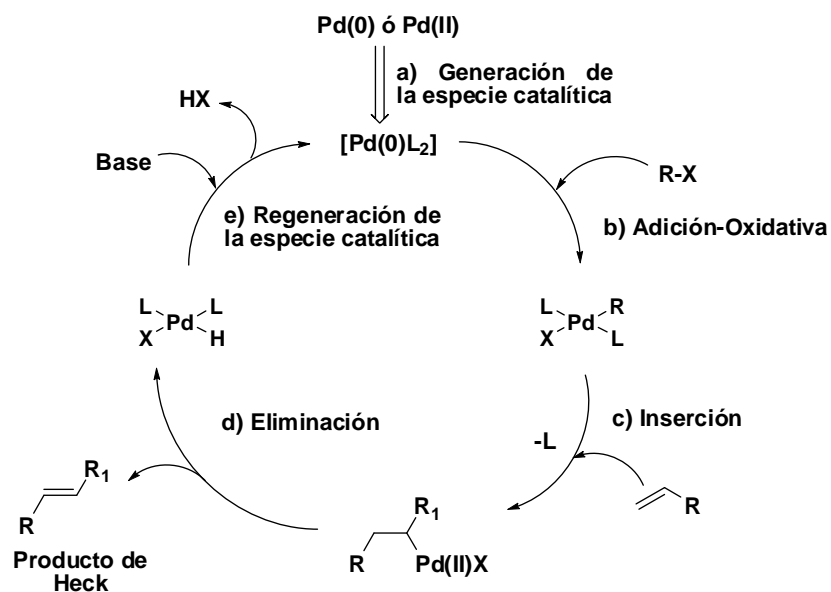 Pd(0) ó Pd(II)
a) Generación de
la especie catalítica
HX
[Pd(0)L₂]
Base
R-X
e) Regeneración de
la especie catalítica
b) Adición-Oxidativa
L L
Pd
X H
L R
Pd
X L
d) Eliminación
c) Inserción
-L
R₁
R
R
R₁
R
Pd(II)X
Producto de
Heck